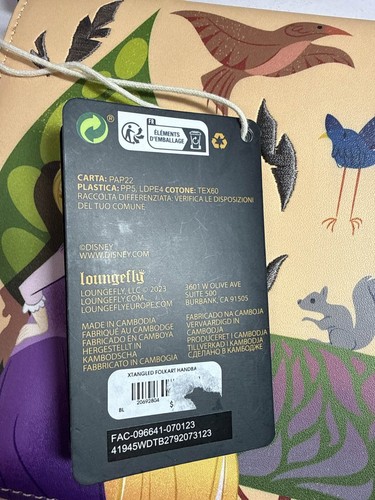 ®
FR
ÉLÉMENTS
D'EMBALLAGE
CARTA: PAP22
PLASTICA: PP5, LDPE4 COTONE: TEX60
RACCOLTA DIFFERENZIATA. VERIFICA LE DISPOSIZIONI
DEL TUO COMUNE
©DISNEY
WWW.DISNEY.COM
loungefly
LOUNGEFLY, LLC © 2023
LOUNGEFLY.COM
LOUNGEFLYEUROPE.COM
3601 W OLIVE AVE
SUITE 500
BURBANK, CA 91505
MADE IN CAMBODIA
FABRIQUÉ AU CAMBODGE
FABRICADO EN CAMBOYA
HERGESTELLT IN
KAMBODSCHA
FABBRICATO IN CAMBOGIA
FABRICADO NA CAMBOJA
VERVAARDIGD IN
CAMBODJA
PRODUCERET I CAMBODJA
TILLVERKAD I KAMBODJA
СДЕЛАНО В КАМБОДЖЕ
XTANGLED FOLKART HANDBA
20692804
BL
$
FAC-096641-070123
41945WDTB2792073123